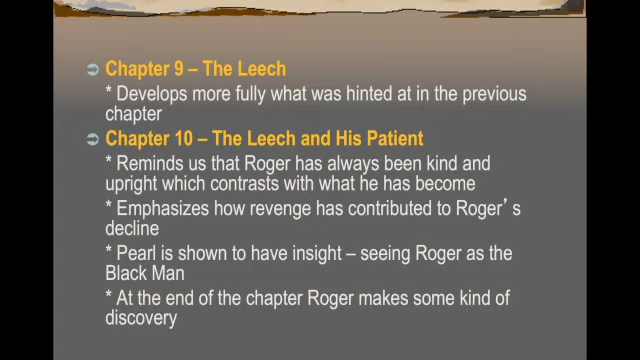 Chapter 9 – The Leech
* Develops more fully what was hinted at in the previous
chapter
Chapter 10 – The Leech and His Patient
* Reminds us that Roger has always been kind and
upright which contrasts with what he has become
* Emphasizes how revenge has contributed to Roger’s
decline
* Pearl is shown to have insight – seeing Roger as the
Black Man
* At the end of the chapter Roger makes some kind of
discovery